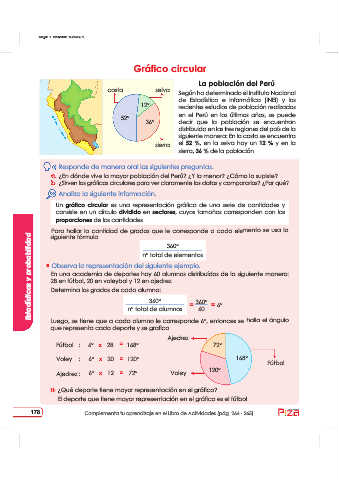 Gráfico circular
La población del Perú
costa
selva
12°
52°
36°
sierra
Según ha determinado el Instituto Nacional
de Estadística e Informática (INEI) y los
recientes estudios de población realizados
en el Perú en los últimos años, se puede
decir que la población se encuentran
distribuida en las tres regiones del país de la
siguiente manera: En la costa se encuentra
el 52 %, en la selva hay un 12 % y en la
sierra, 36 % de la población
Responde de manera oral las siguientes preguntas.
a. ¿En dónde vive la mayor población del Perú? ¿Y la menor? ¿Cómo lo supiste?
b. ¿Sirven los gráficos circulares para ver claramente los datos y compararlos? ¿Por qué?
Analiza la siguiente información.
Un gráfico circular es una representación gráfica de una serie de cantidades y
consiste en un círculo dividido en sectores, cuyos tamaños corresponden con las
proporciones de las cantidades
Para hallar la cantidad de grados que le corresponde a cada elemento se usa la
siguiente fórmula
360°
n° total de elementos
Observa la representación del siguiente ejemplo.
En una academia de deportes hay 60 alumnos distribuidos de la siguiente manera:
28 en fútbol, 20 en voleybol y 12 en ajedrez
Determina los grados de cada alumno:
360°
n° total de alumnos
= 360° = 6°
60
Luego, se tiene que a cada alumno le corresponde 6°, entonces se halla el ángulo
que representa cada deporte y se grafica
Fútbol : 6° x 28 = 168°
Voley : 6° x 20 = 120°
Ajedrez : 6° x 12 = 72°
Ajedrez
72°
168°
120°
Voley
Fútbol
¿Qué deporte tiene mayor representación en el gráfico?
El deporte que tiene mayor representación en el gráfico es el fútbol
Estadística y probabilidad
178
Complementa tu aprendizaje en el Libro de Actividades (pág. 264 - 265)